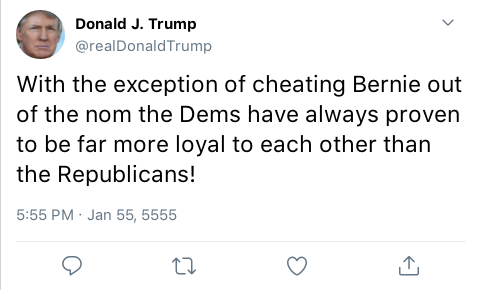 Donald J. Trump
@realDonaldTrump
With the exception of cheating Bernie out
of the nom the Dems have always proven
to be far more loyal to each other than
the Republicans!
5:55 PM · Jan 55, 5555